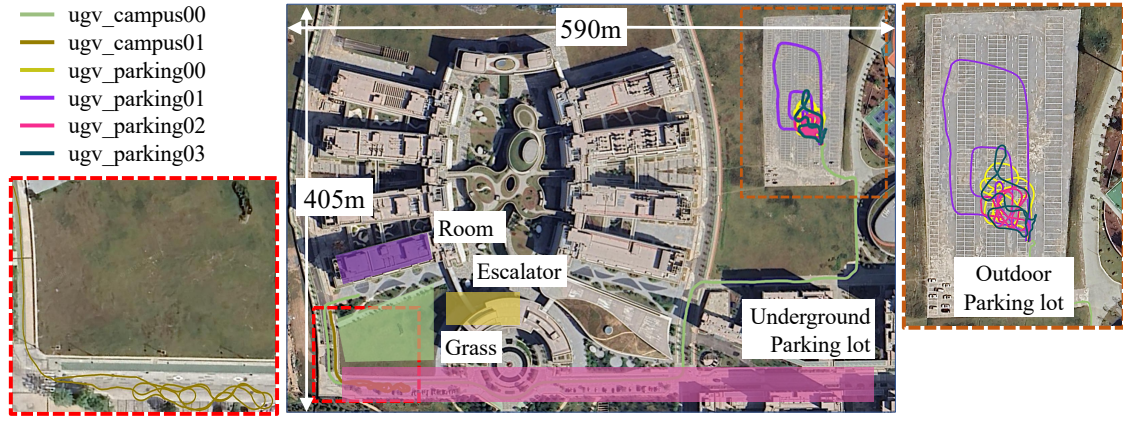 ugv_campus00
ugv_campus01
ugv_parking00
ugv_parking01
ugv_parking02
ugv_parking03
590m
405m
Room
Escalator
Grass
Underground
Parking lot
Outdoor
Parking lot